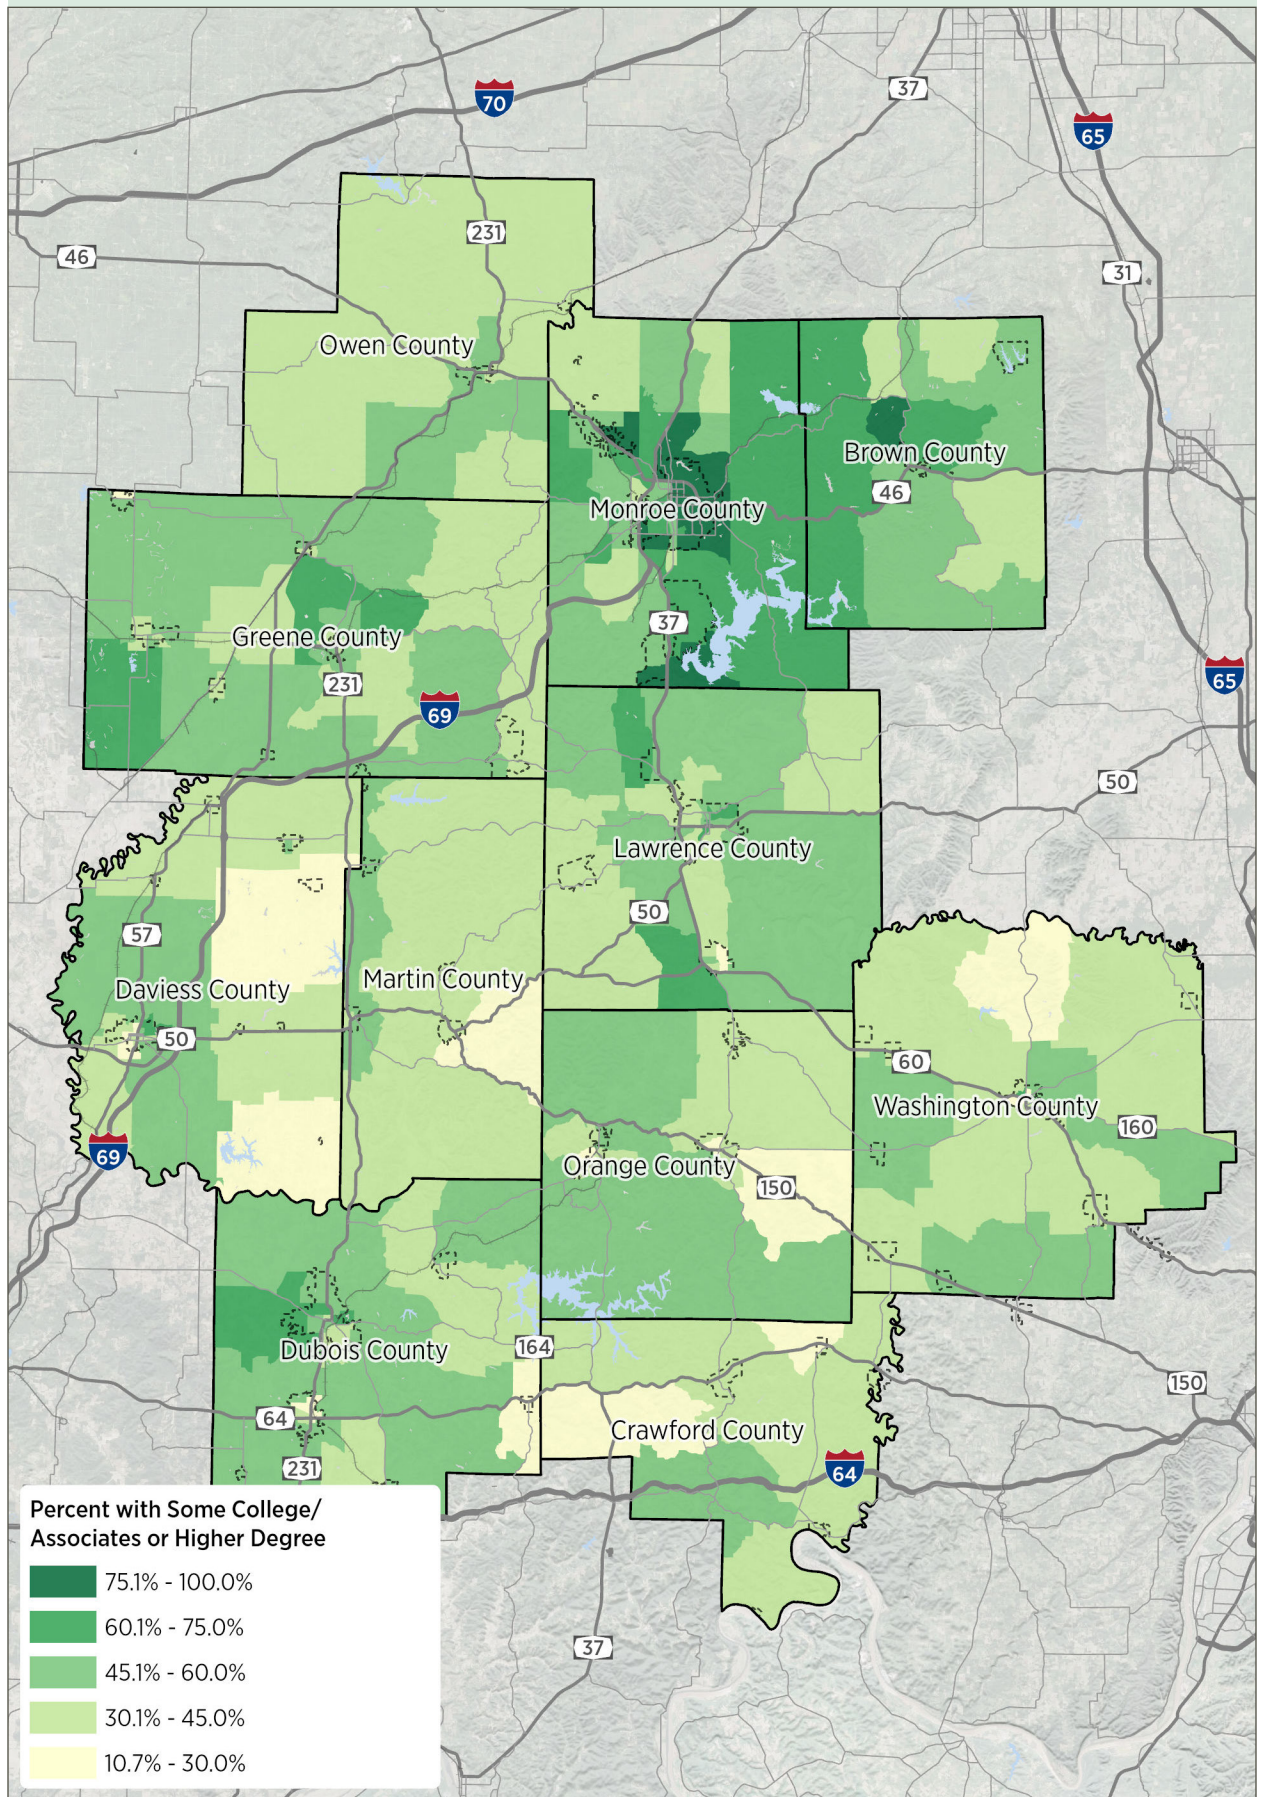 70
37
65
231
46
31
Owen County
Brown County
46
Monroe County
37
Greene County
231
69
65
50
Lawrence County
50
57
Martin County
Daviess County
50
60
Washington County
160
69
Orange County
150
164
Dubois County
150
64
Crawford County
231
64
37
Percent with Some College/
Associates or Higher Degree
75.1% - 100.0%
60.1% - 75.0%
45.1% - 60.0%
30.1% - 45.0%
10.7% - 30.0%